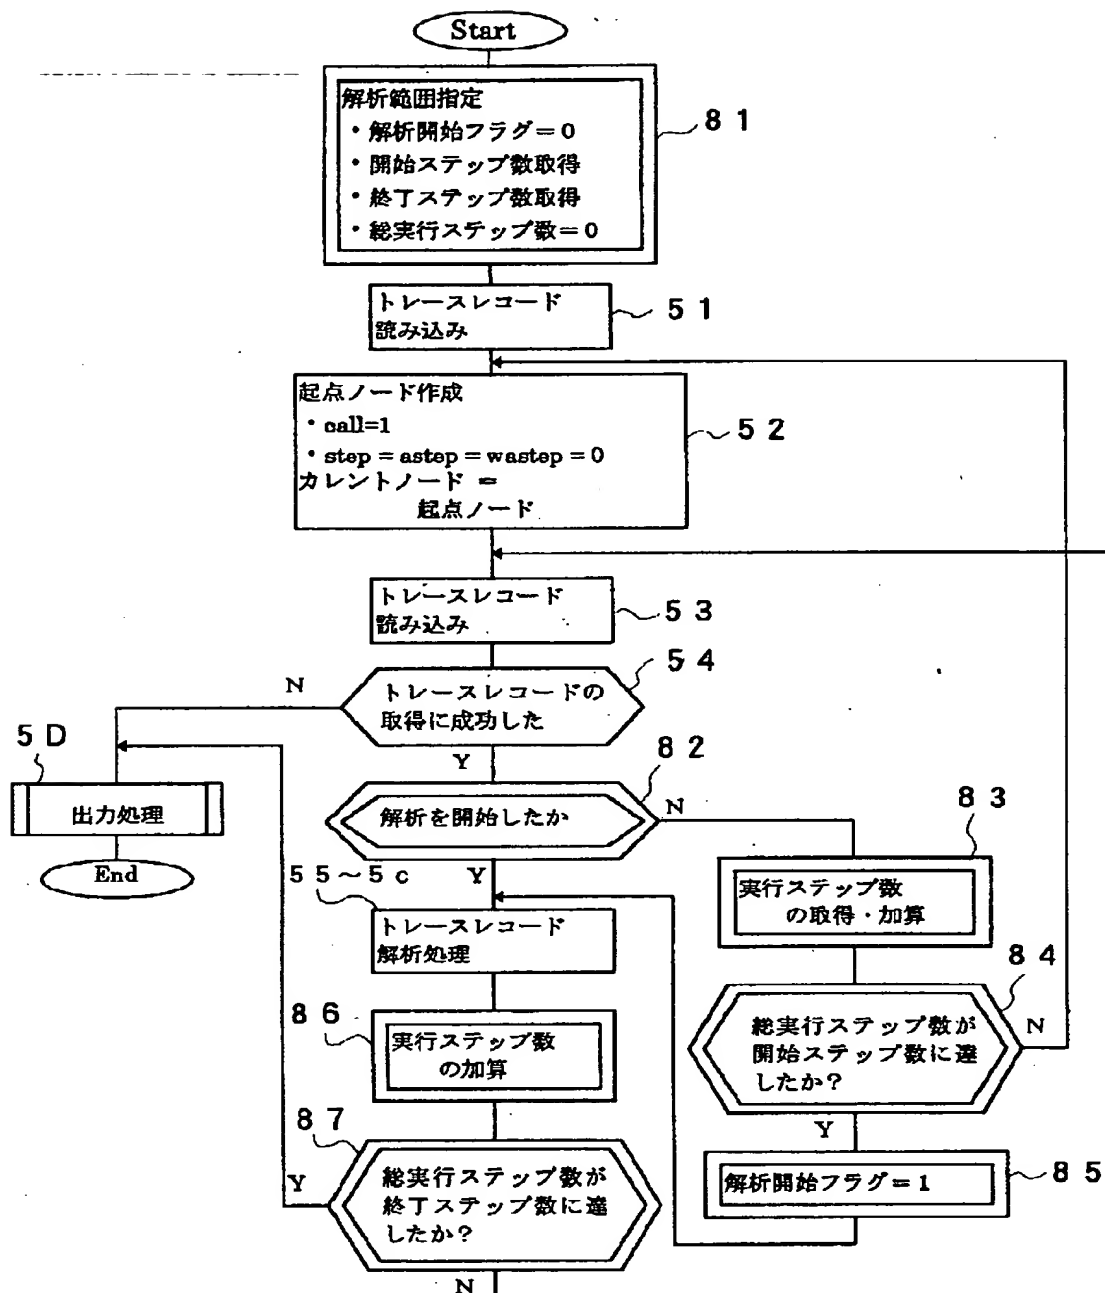 Start
解析範囲指定
・解析開始フラグ=0
・開始ステップ数取得
・終了ステップ数取得
・総実行ステップ数=0
81
トレースレコード
読み込み
51
起点ノード作成
・call=1
・step = astep = wastep = 0
カレントノード =
起点ノード
52
トレースレコード
読み込み
53
トレースレコードの
取得に成功した
54
N
Y
5D
出力処理
End
解析を開始したか
82
N
Y
83
実行ステップ数
の取得・加算
55~5c
トレースレコード
解析処理
84
総実行ステップ数が
開始ステップ数に達
したか?
N
Y
86
実行ステップ数
の加算
85
解析開始フラグ=1
87
総実行ステップ数が
終了ステップ数に達
したか?
Y
N